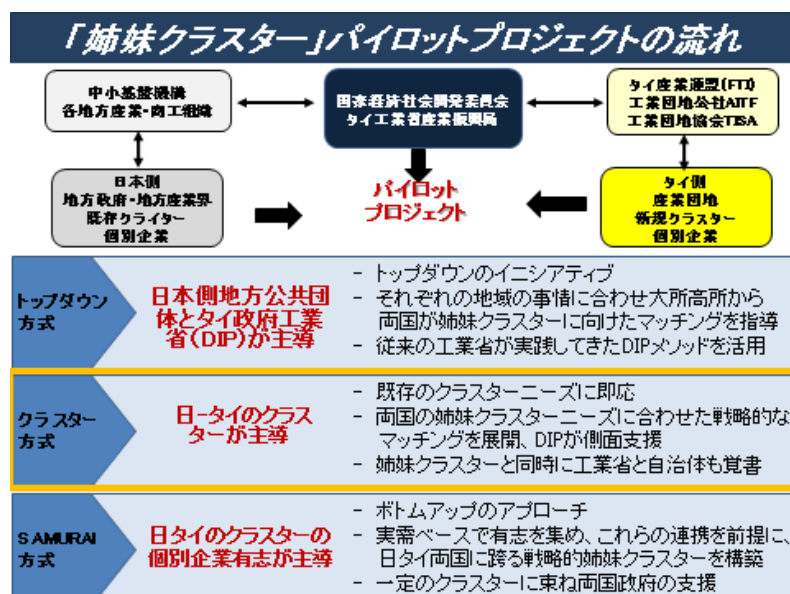 「姉妹クラスター」パイロットプロジェクトの流れ
中小基盤機構
各地方産業・商工組織
国家経済社会開発委員会
タイ工業省産業振興局
タイ産業連盟(FTI)
工業団地公社AITF
工業団地協会TISA
日本側
地方政府・地方産業界
既存クライター
個別企業
パイロット
プロジェクト
タイ側
産業団地
新規クラスター
個別企業
トップダウン
方式
日本側地方公共団
体とタイ政府工業
省(DIP)が主導
- トップダウンのイニシアティブ
- それぞれの地域の事情に合わせ大所高所から
両国が姉妹クラスターに向けたマッチングを指導
- 従来の工業省が実践してきたDIPメソッドを活用
クラスター
方式
日-タイのクラス
ターが主導
- 既存のクラスターニーズに即応
- 両国の姉妹クラスターニーズに合わせた戦略的な
マッチングを展開、DIPが側面支援
- 姉妹クラスターと同時に工業省と自治体も覚書
SAMURAI
方式
日タイのクラスターの
個別企業有志が主導
- ボトムアップのアプローチ
- 実需ベースで有志を集め、これらの連携を前提に、
日タイ両国に跨る戦略的姉妹クラスターを構築
- 一定のクラスターに束ね両国政府の支援